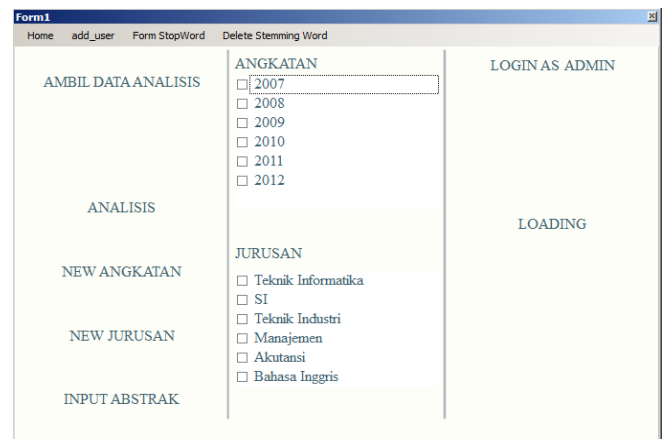 Form1
Home add_user Form StopWord Delete Stemming Word
AMBIL DATA ANALISIS
ANALISIS
NEW ANGKATAN
NEW JURUSAN
INPUT ABSTRAK
ANGKATAN
2007
2008
2009
2010
2011
2012
JURUSAN
Teknik Informatika
SI
Teknik Industri
Manajemen
Akutansi
Bahasa Inggris
LOGIN AS ADMIN
LOADING